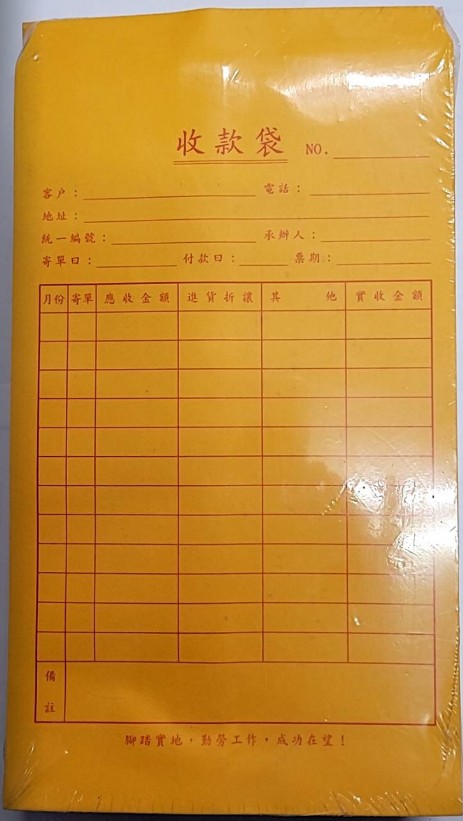 收款袋 NO.
客戶： 電話：
地址：
統一編號： 承辦人：
寄單日： 付款日： 票期：
月份 寄單 應收金額 進貨折讓 其他 實收金額
備註
腳踏實地，勤勞工作，成功在望！